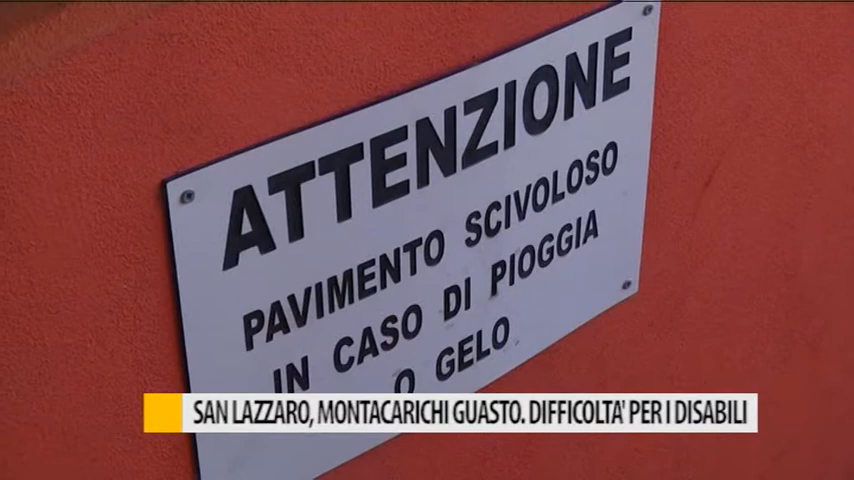 ATTENZIONE
PAVIMENTO SCIVOLOSO
IN CASO DI PIOGGIA
O GELO
SAN LAZZARO, MONTACARICHI GUASTO. DIFFICOLTA' PER I DISABILI